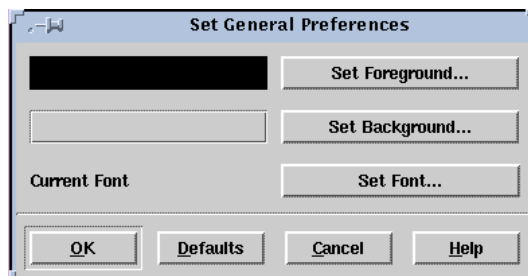 Set General Preferences
Set Foreground...
Set Background...
Current Font
Set Font...
OK Defaults Cancel Help